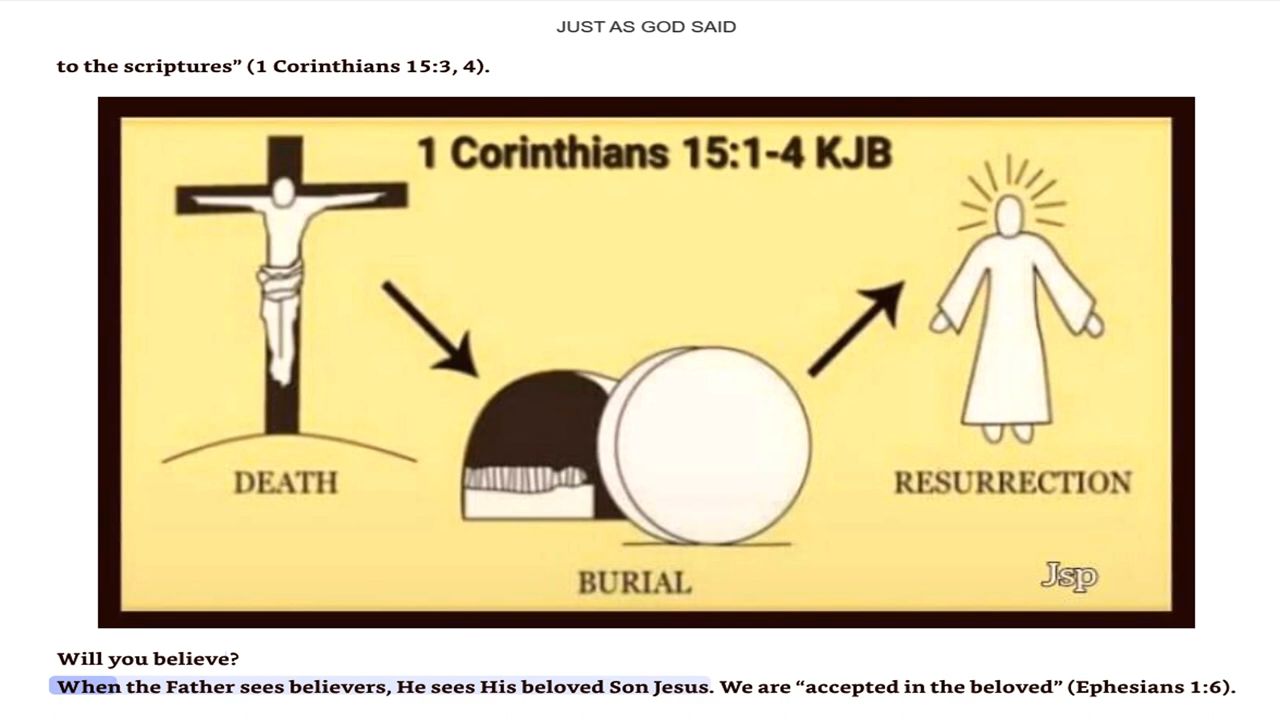 JUST AS GOD SAID
to the scriptures” (1 Corinthians 15:3, 4).
1 Corinthians 15:1-4 KJB
DEATH
RESURRECTION
BURIAL
Jsp
Will you believe?
When the Father sees believers, He sees His beloved Son Jesus. We are “accepted in the beloved” (Ephesians 1:6).